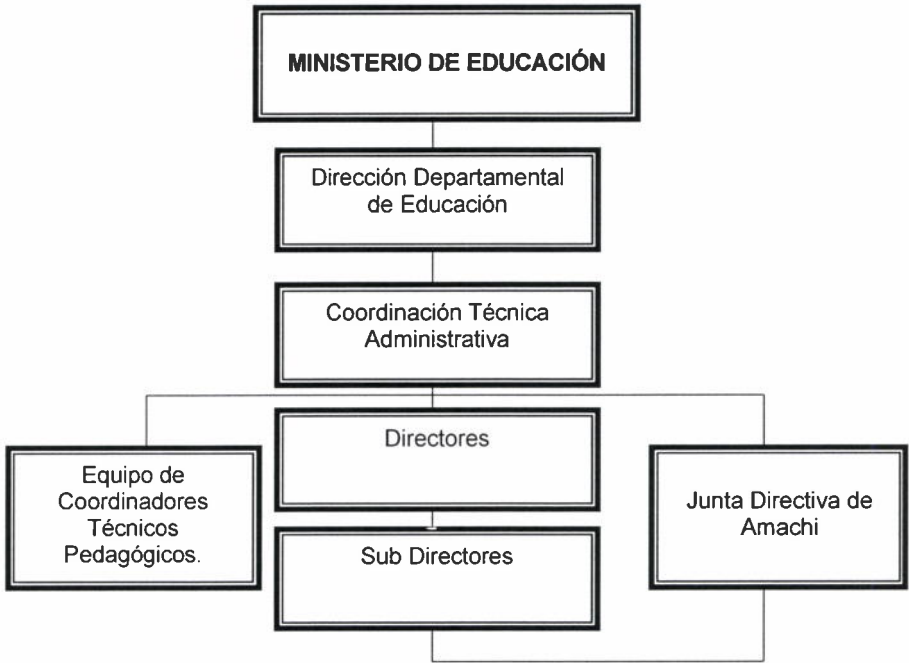 MINISTERIO DE EDUCACIÓN
Dirección Departamental
de Educación
Coordinación Técnica
Administrativa
Directores
Equipo de
Coordinadores
Técnicos
Pedagógicos.
Junta Directiva de
Amachi
Sub Directores